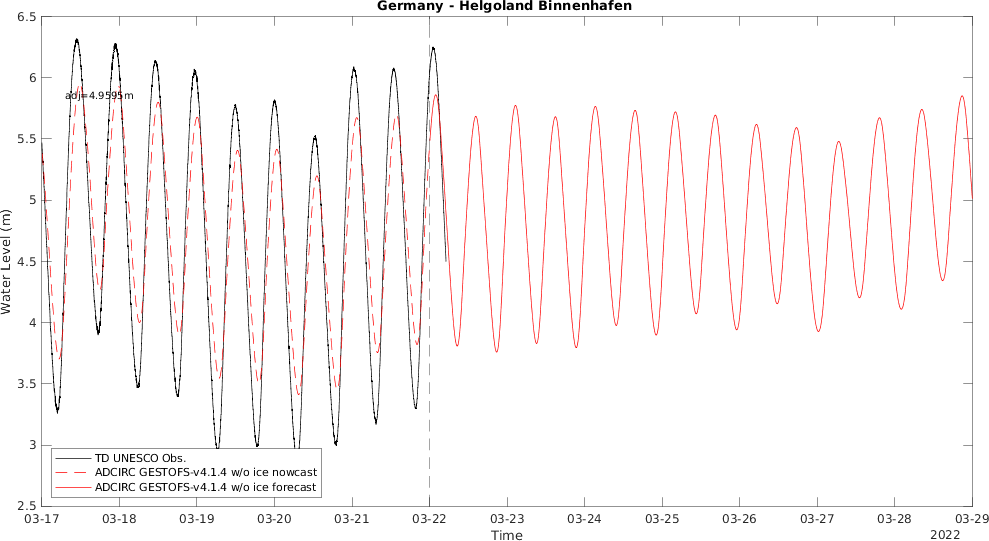 Germany - Helgoland Binnenhafen
6.5
6
5.5
5
4.5
4
3.5
3
2.5
Water Level (m)
adj=4.9595m
TD UNESCO Obs.
ADCIRC GESTOFS-v4.1.4 w/o ice nowcast
ADCIRC GESTOFS-v4.1.4 w/o ice forecast
03-17 03-18 03-19 03-20 03-21 03-22 03-23 03-24 03-25 03-26 03-27 03-28 03-29
Time
2022